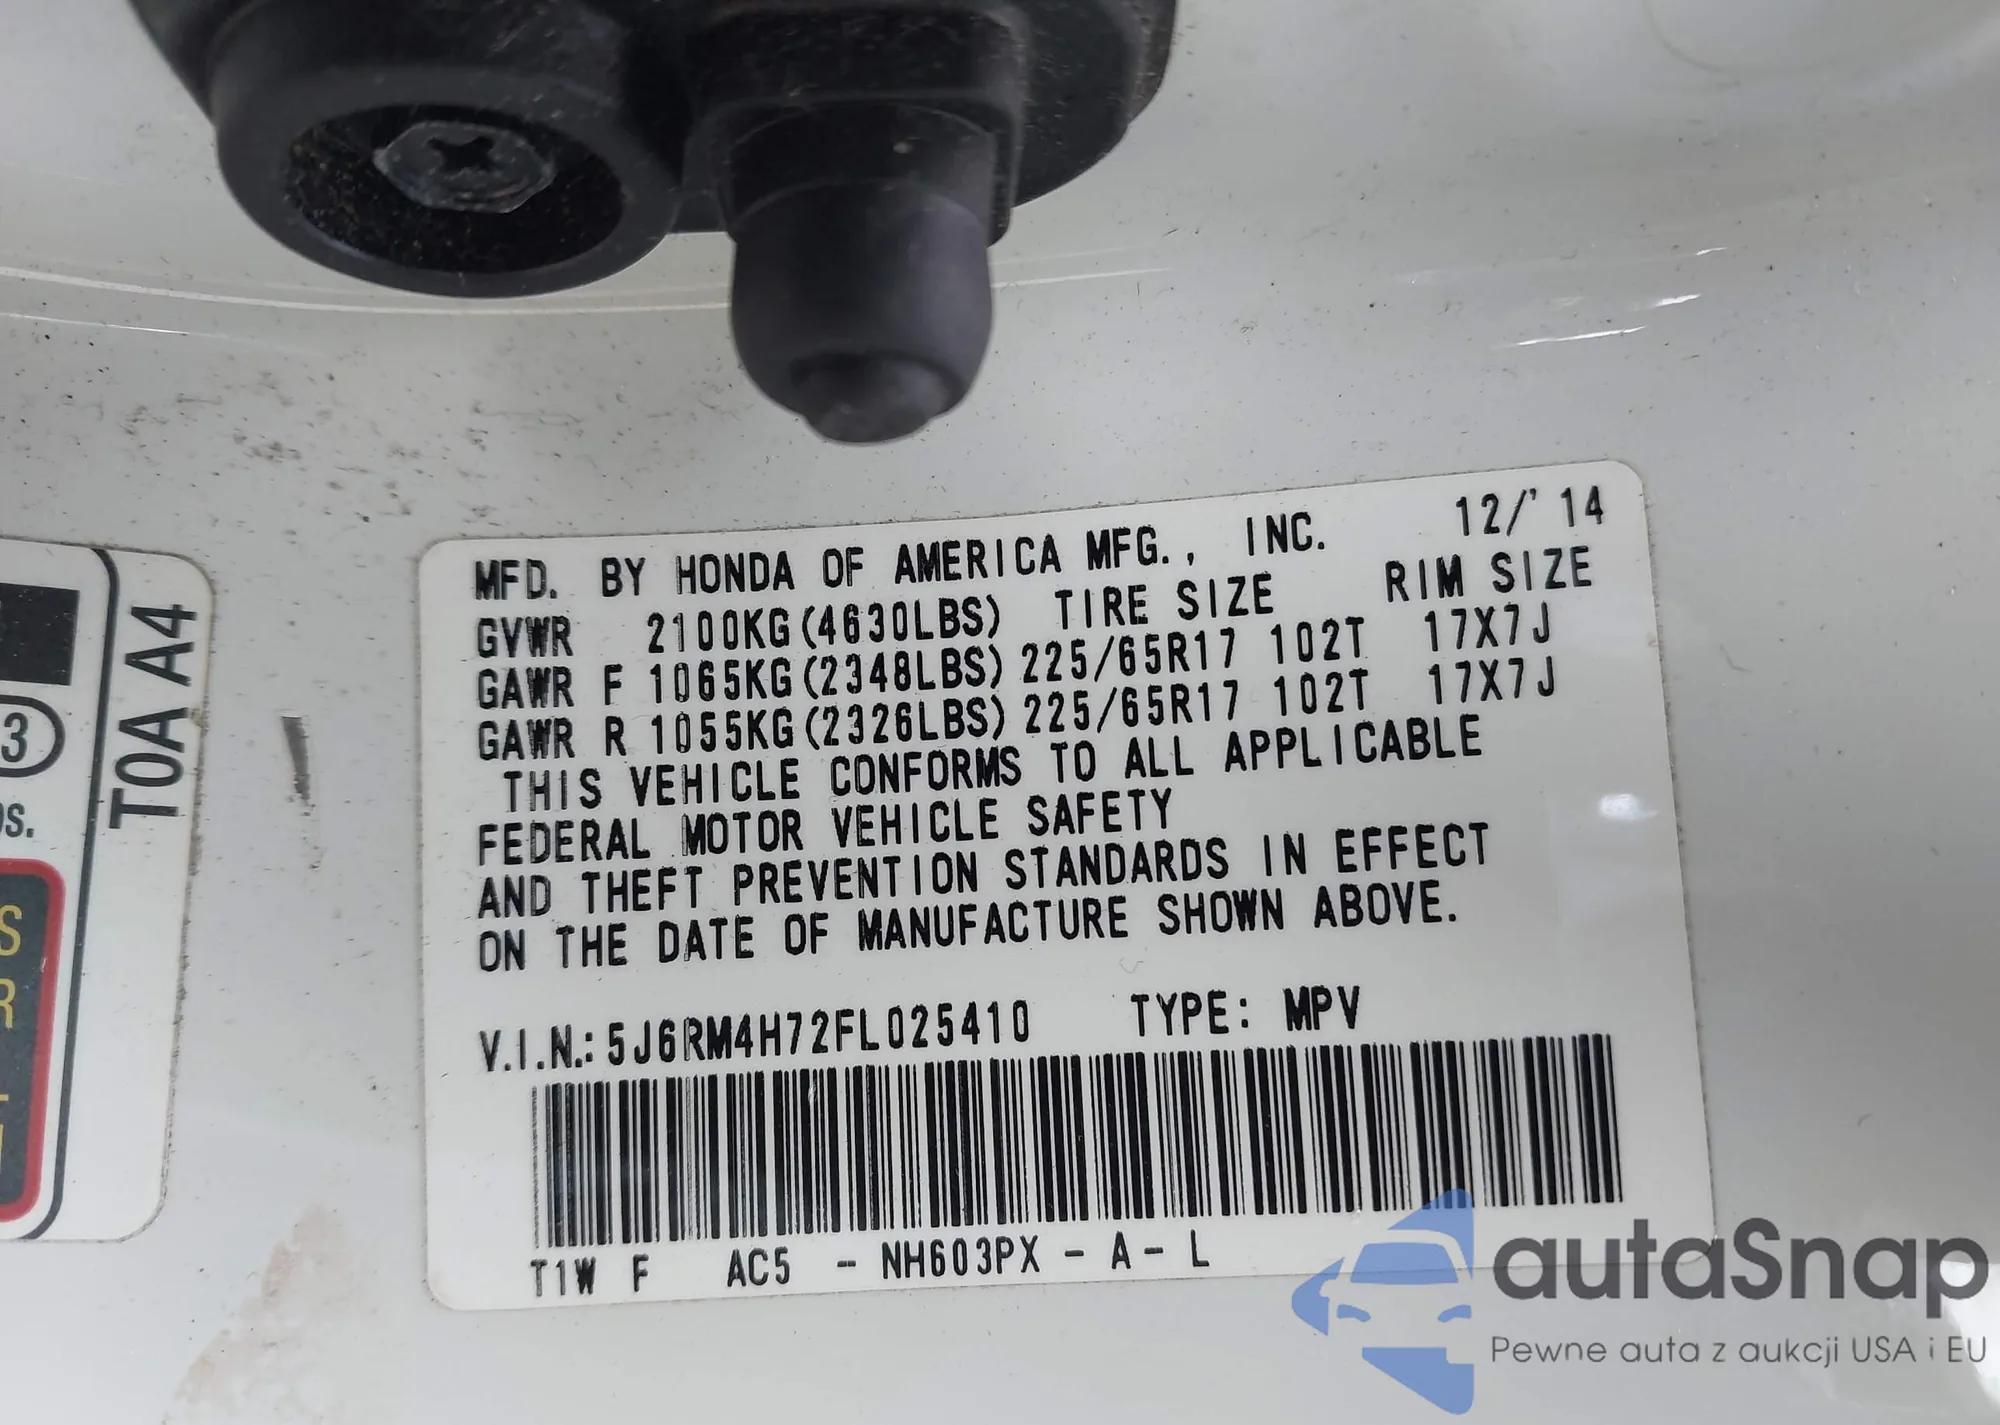 MFD. BY HONDA OF AMERICA MFG., INC. 12/'14
GVWR 2100KG(4630LBS) TIRE SIZE RIM SIZE
GAWR F 1065KG(2348LBS) 225/65R17 102T 17X7J
GAWR R 1055KG(2326LBS) 225/65R17 102T 17X7J
THIS VEHICLE CONFORMS TO ALL APPLICABLE
FEDERAL MOTOR VEHICLE SAFETY
AND THEFT PREVENTION STANDARDS IN EFFECT
ON THE DATE OF MANUFACTURE SHOWN ABOVE.
V.I.N.: 5J6RM4H72FL025410 TYPE: MPV
T1W F AC5 - NH603PX - A - L
T0A A4
3
S
R
autaSnap
Pewne auta z aukcji USA i EU